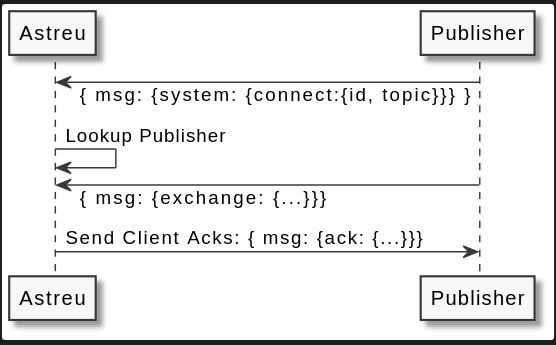 Astreu Publisher
{ msg: {system: {connect:{id, topic}}} }
Lookup Publisher
{ msg: {exchange: {...}}}
Send Client Acks: { msg: {ack: {...}}}
Astreu Publisher